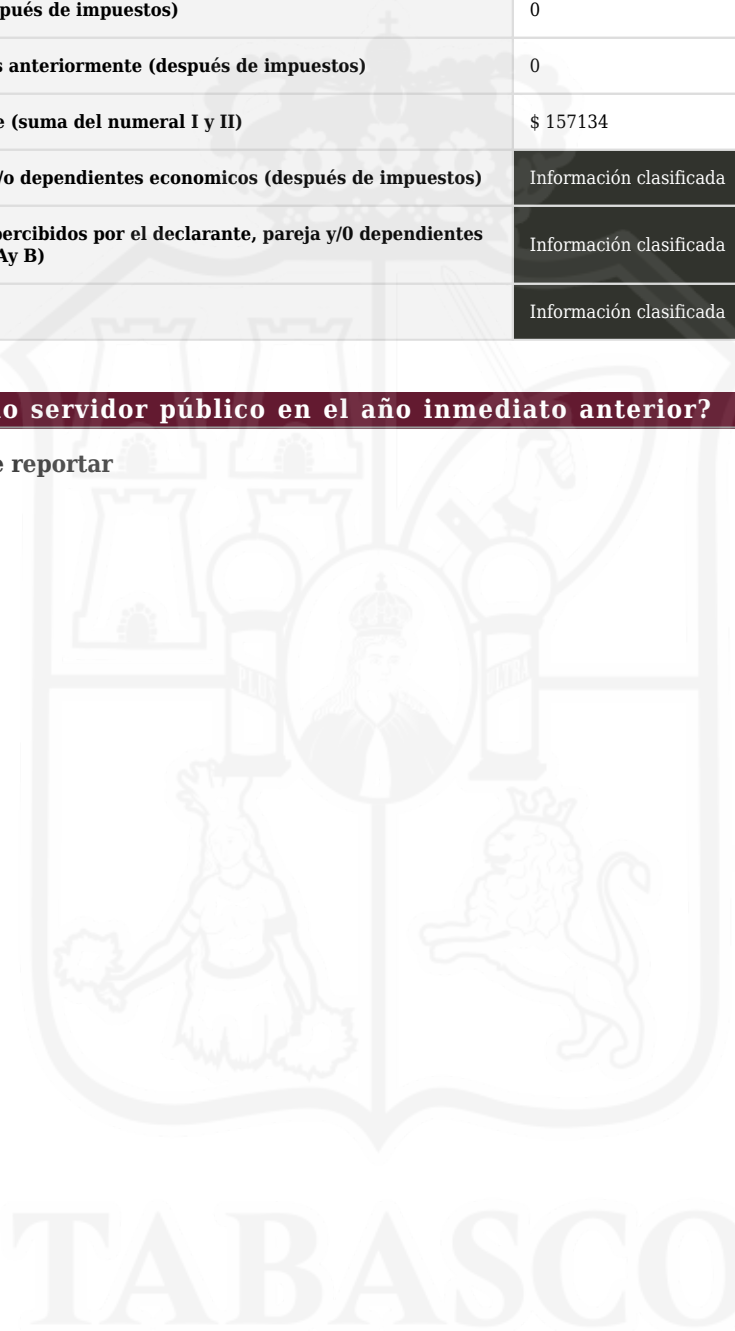 pués de impuestos) 0
s anteriormente (después de impuestos) 0
e (suma del numeral I y II) $ 157134
/o dependientes economicos (después de impuestos) Información clasificada
percibidos por el declarante, pareja y/0 dependientes
Ay B) Información clasificada
Información clasificada
o servidor público en el año inmediato anterior?
e reportar
PLUS ULTRA
TABASCO